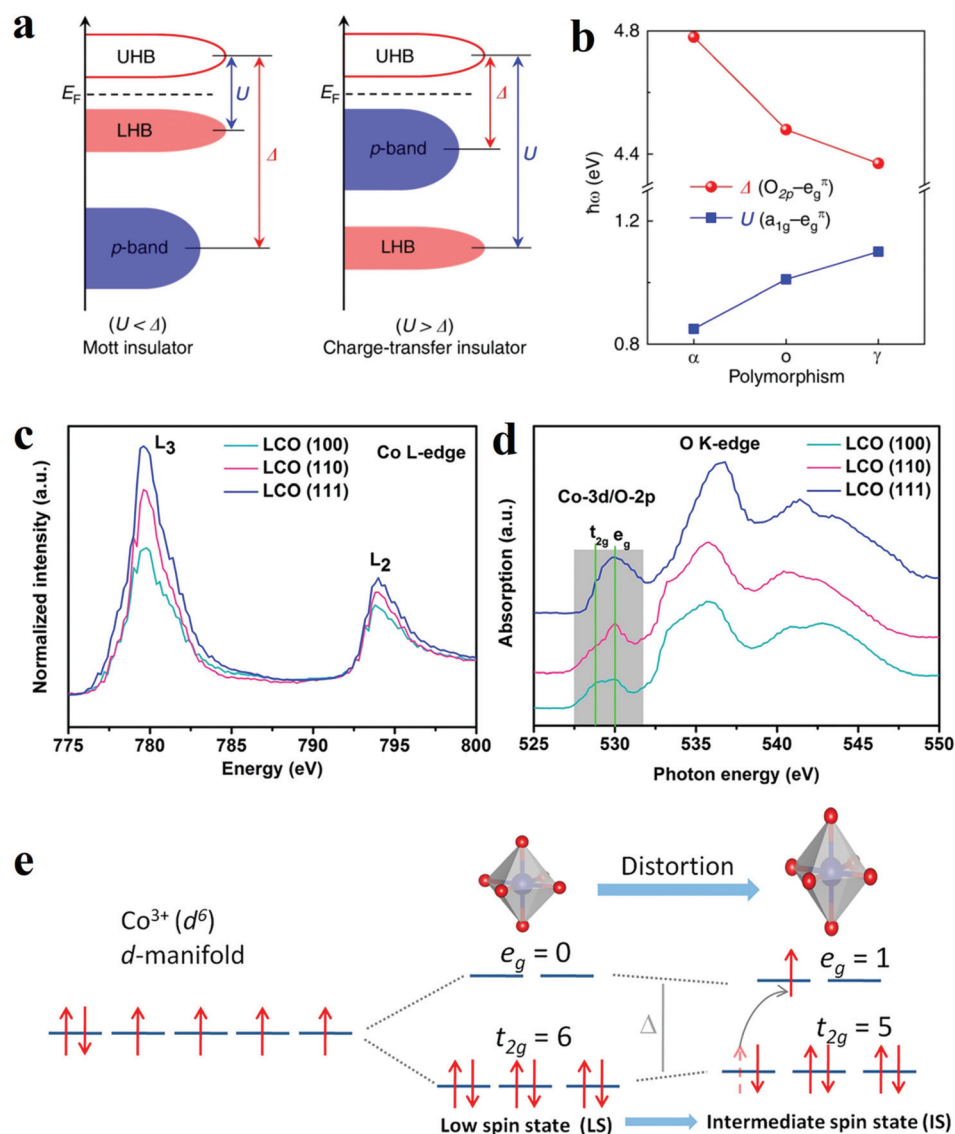 a
UHB
E_F
U
LHB
Δ
p-band
(U < Δ)
Mott insulator
UHB
E_F
Δ
p-band
U
LHB
(U > Δ)
Charge-transfer insulator
b
4.8
4.4
1.2
0.8
ħω (eV)
Δ (O2p–eg^π)
U (a1g–eg^π)
α o γ
Polymorphism
c
L3
LCO (100)
LCO (110)
LCO (111)
Co L-edge
L2
Normalized intensity (a.u.)
775 780 785 790 795 800
Energy (eV)
d
O K-edge
LCO (100)
LCO (110)
LCO (111)
Co-3d/O-2p
t2g eg
Absorption (a.u.)
525 530 535 540 545 550
Photon energy (eV)
e
Distortion
Co3+ (d6)
d-manifold
eg = 0
eg = 1
Δ
t2g = 6
t2g = 5
Low spin state (LS)
Intermediate spin state (IS)